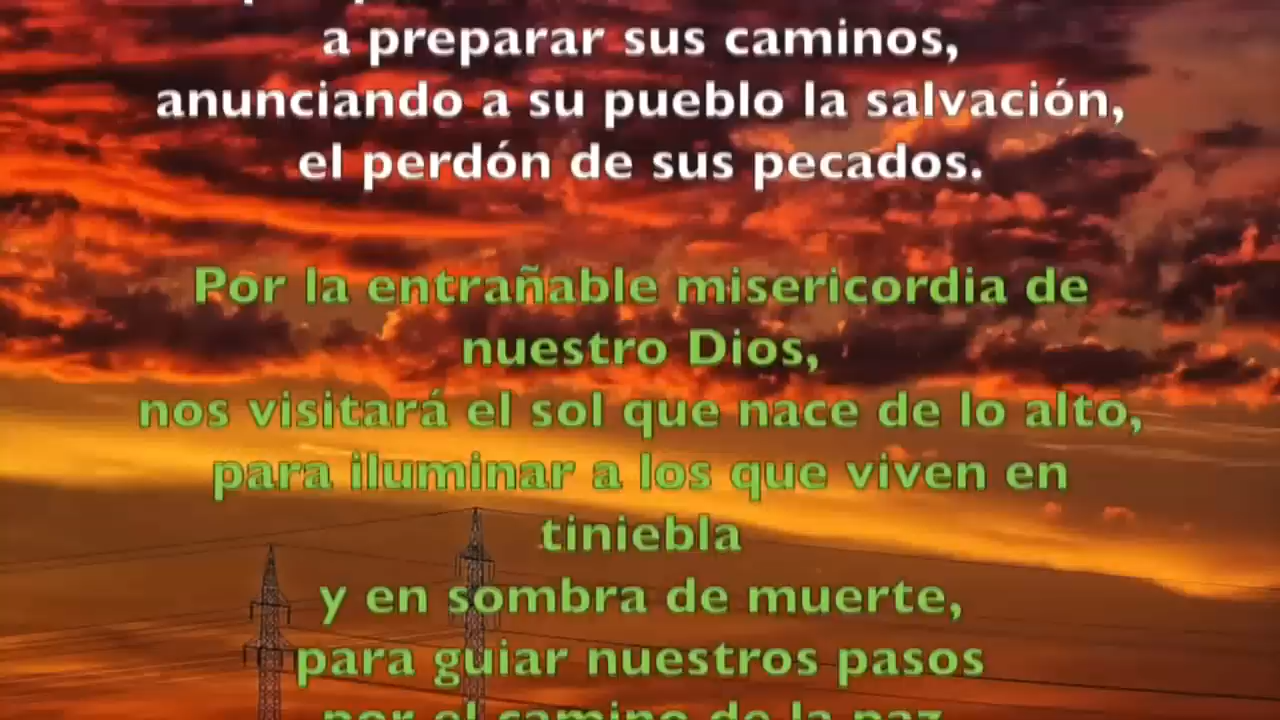 a preparar sus caminos,
anunciando a su pueblo la salvación,
el perdón de sus pecados.
Por la entrañable misericordia de
nuestro Dios,
nos visitará el sol que nace de lo alto,
para iluminar a los que viven en
tiniebla
y en sombra de muerte,
para guiar nuestros pasos
por el camino de la paz